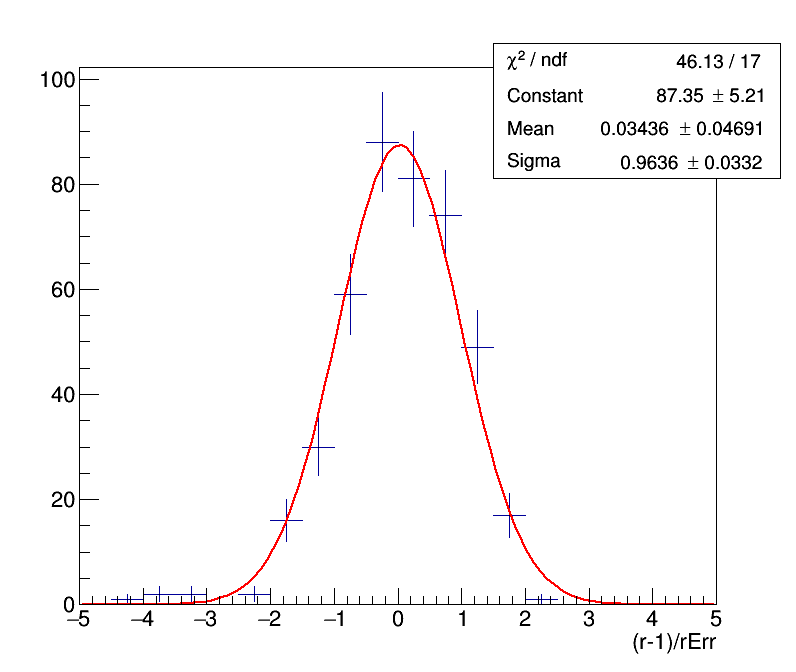 χ² / ndf 46.13 / 17
Constant 87.35 ± 5.21
Mean 0.03436 ± 0.04691
Sigma 0.9636 ± 0.0332
100
80
60
40
20
0
−5 −4 −3 −2 −1 0 1 2 3 4 5
(r-1)/rErr